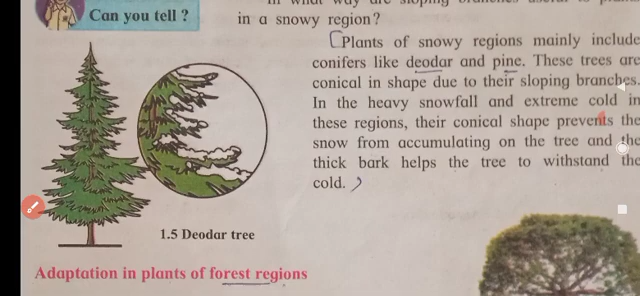 Can you tell ?
in a snowy region?
Plants of snowy regions mainly include
conifers like deodar and pine. These trees are
conical in shape due to their sloping branches.
In the heavy snowfall and extreme cold in
these regions, their conical shape prevents the
snow from accumulating on the tree and the
thick bark helps the tree to withstand the
cold.
1.5 Deodar tree
Adaptation in plants of forest regions